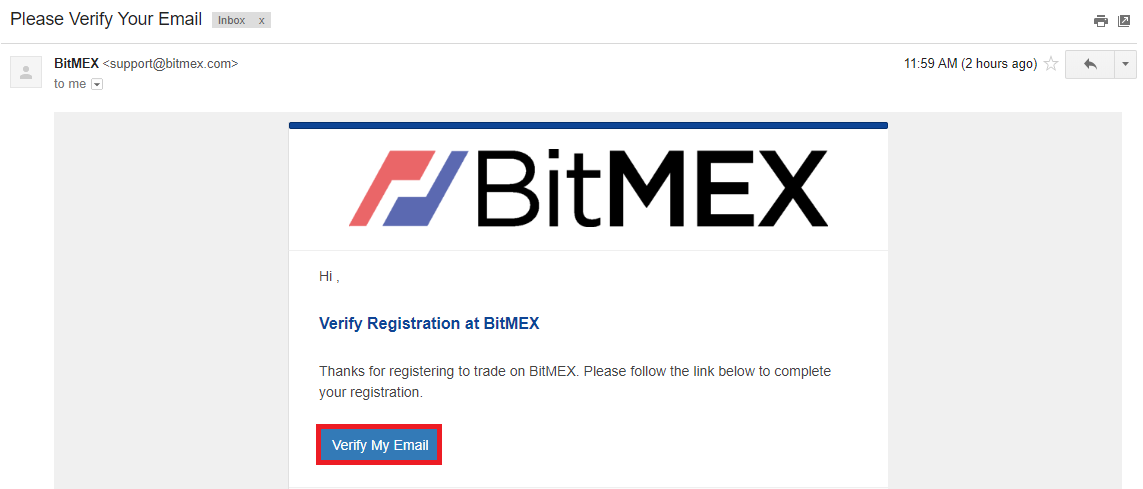 Please Verify Your Email Inbox x
BitMEX <support@bitmex.com> 11:59 AM (2 hours ago)
to me
BitMEX
Hi ,
Verify Registration at BitMEX
Thanks for registering to trade on BitMEX. Please follow the link below to complete
your registration.
Verify My Email